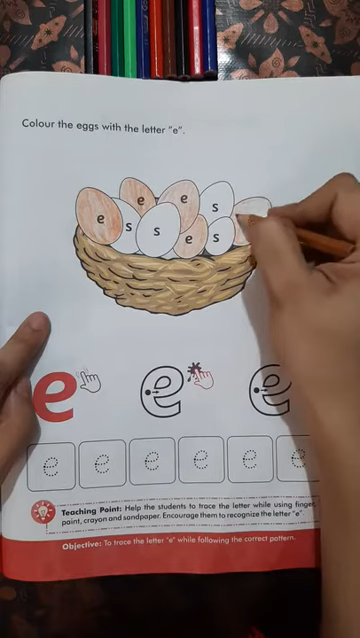 Colour the eggs with the letter "e".
e e
e s s
s e s
e e e
e e e e e e
Teaching Point: Help the students to trace the letter while using finger
paint, crayon and sandpaper. Encourage them to recognize the letter "e".
Objective: To trace the letter "e" while following the correct pattern.